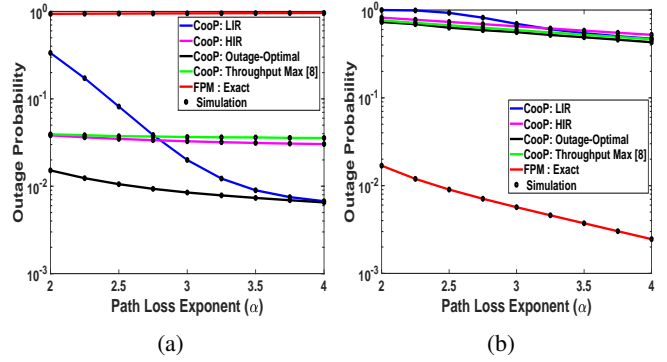 10^0
10^-1
10^-2
10^-3
Outage Probability
CooP: LIR
CooP: HIR
CooP: Outage-Optimal
CooP: Throughput Max [8]
FPM : Exact
Simulation
2 2.5 3 3.5 4
Path Loss Exponent (α)
(a)
10^0
10^-1
10^-2
10^-3
Outage Probability
CooP: LIR
CooP: HIR
CooP: Outage-Optimal
CooP: Throughput Max [8]
FPM : Exact
Simulation
2 2.5 3 3.5 4
Path Loss Exponent (α)
(b)